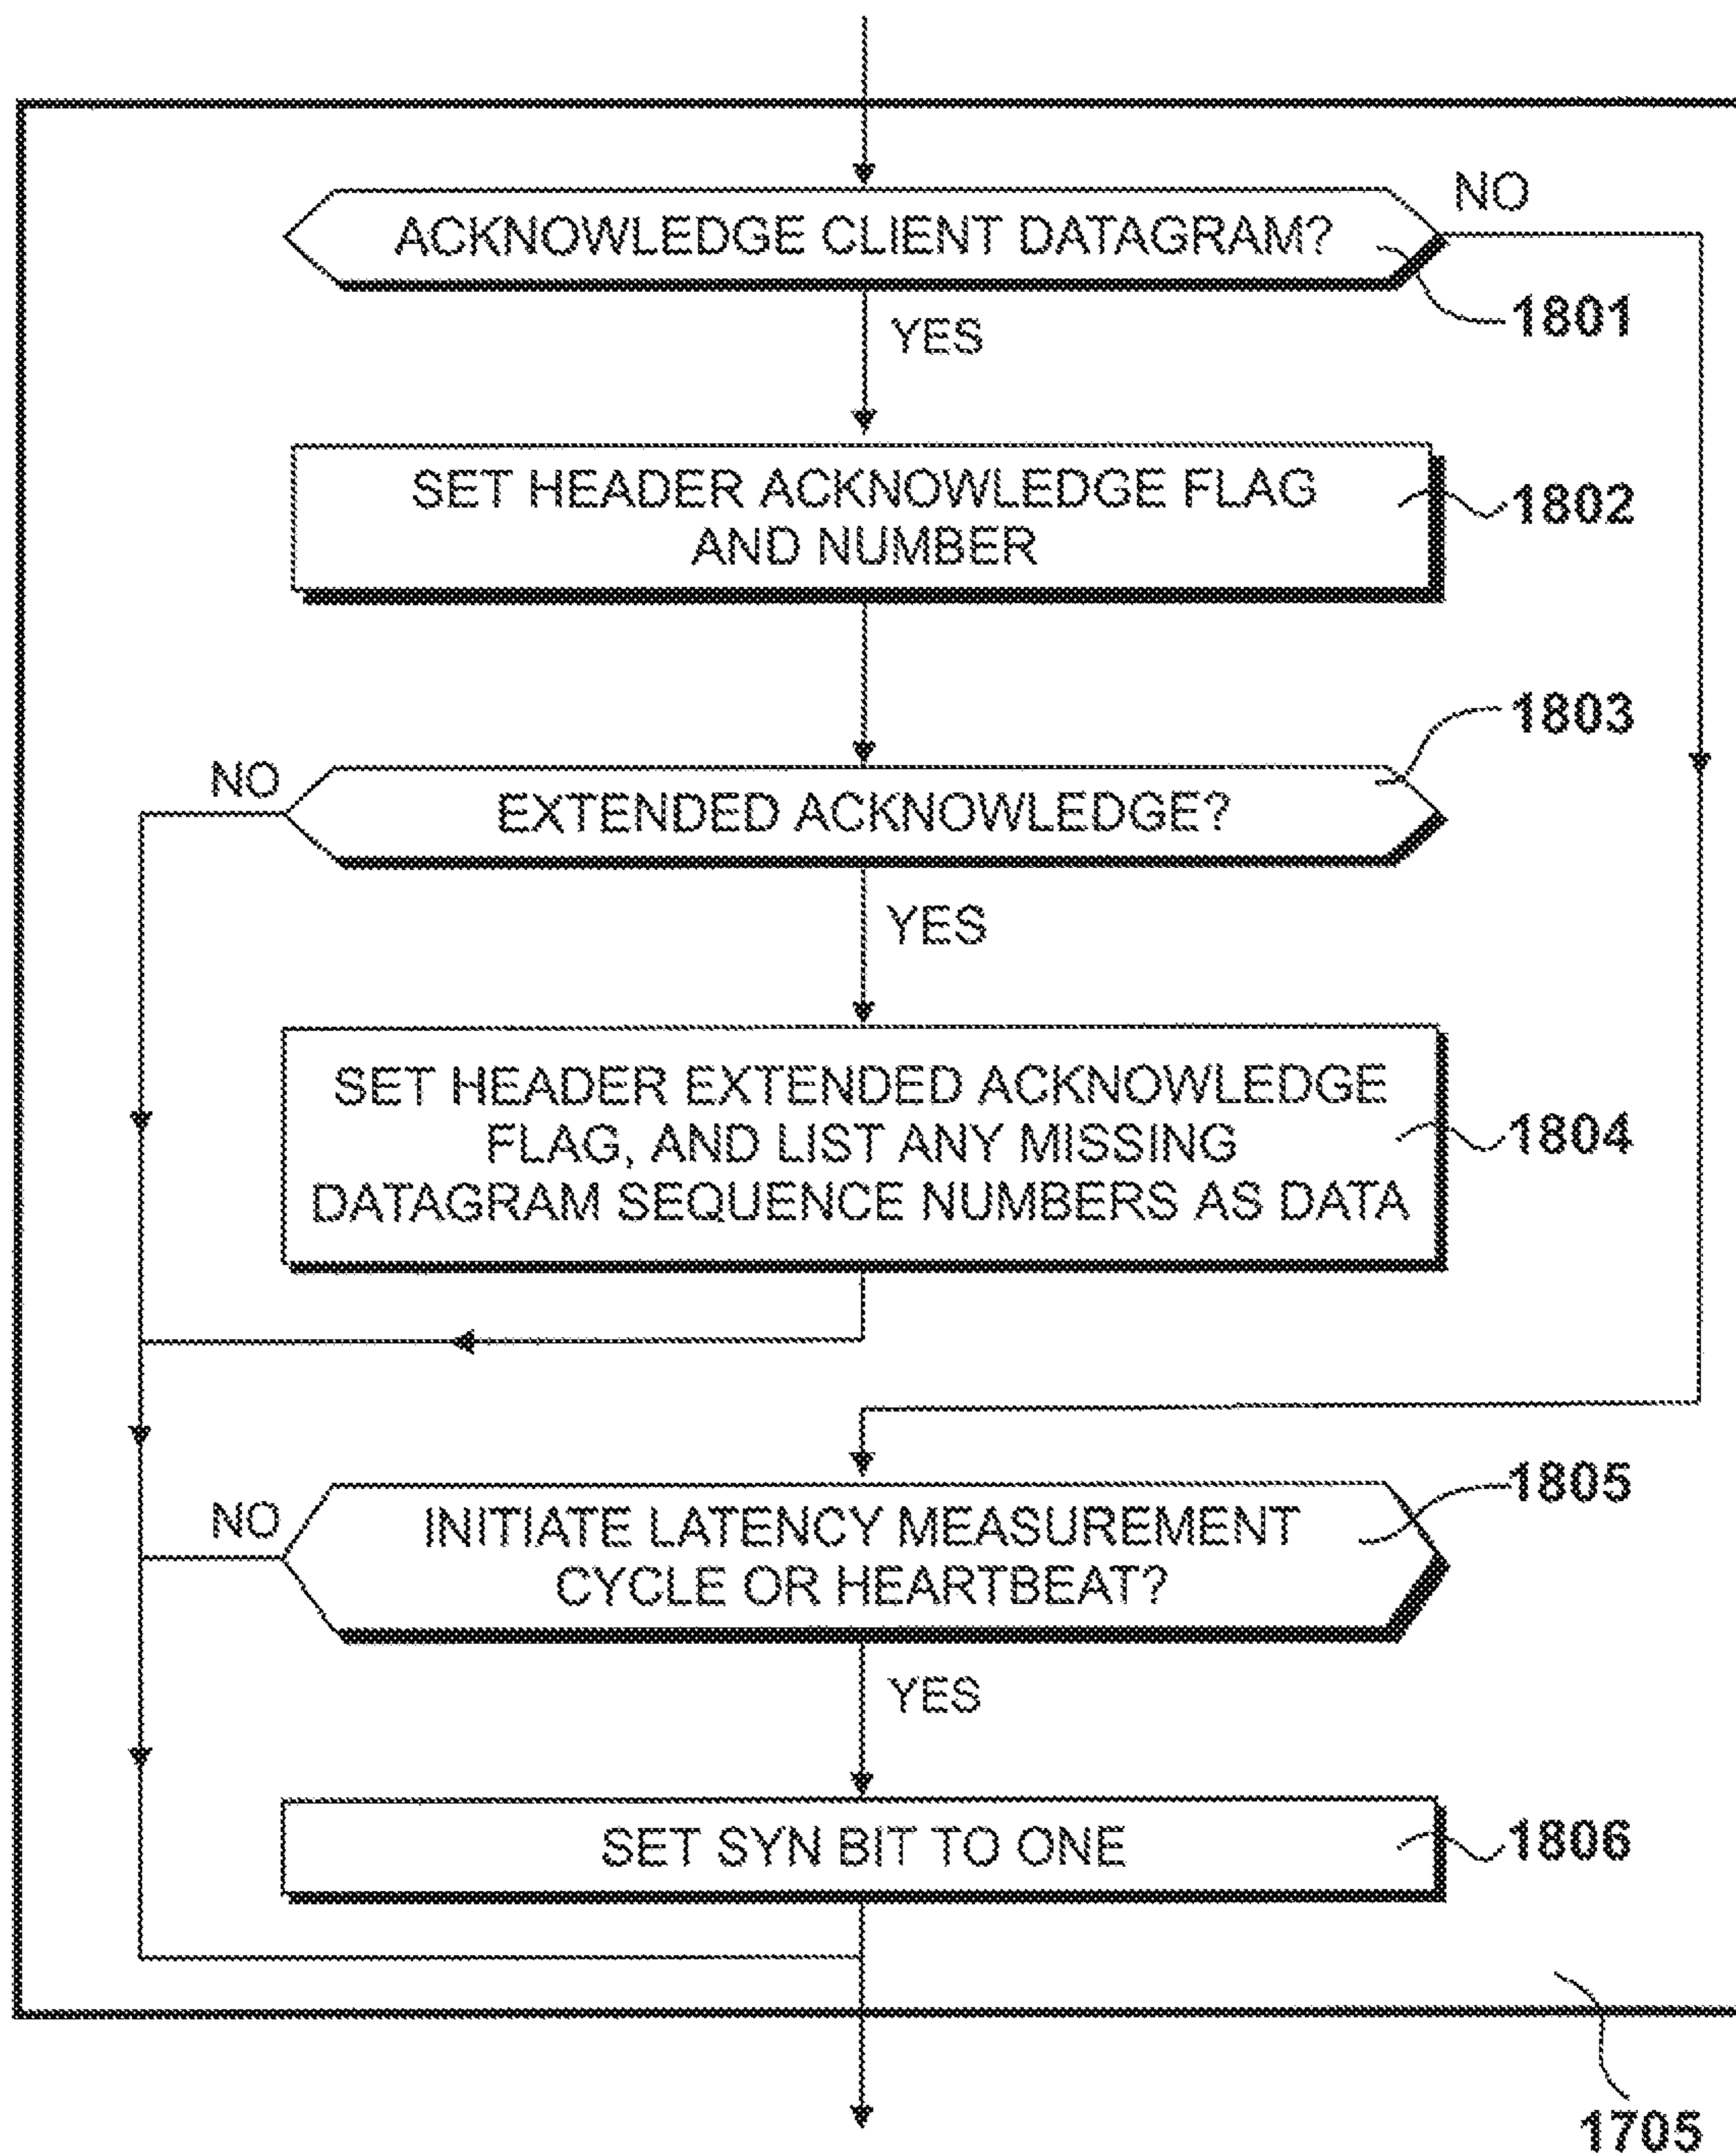 ACKNOWLEDGE CLIENT DATAGRAM?
NO
1801
YES
SET HEADER ACKNOWLEDGE FLAG
AND NUMBER
1802
1803
NO
EXTENDED ACKNOWLEDGE?
YES
SET HEADER EXTENDED ACKNOWLEDGE
FLAG, AND LIST ANY MISSING
DATAGRAM SEQUENCE NUMBERS AS DATA
1804
1805
NO
INITIATE LATENCY MEASUREMENT
CYCLE OR HEARTBEAT?
YES
SET SYN BIT TO ONE
1806
1705